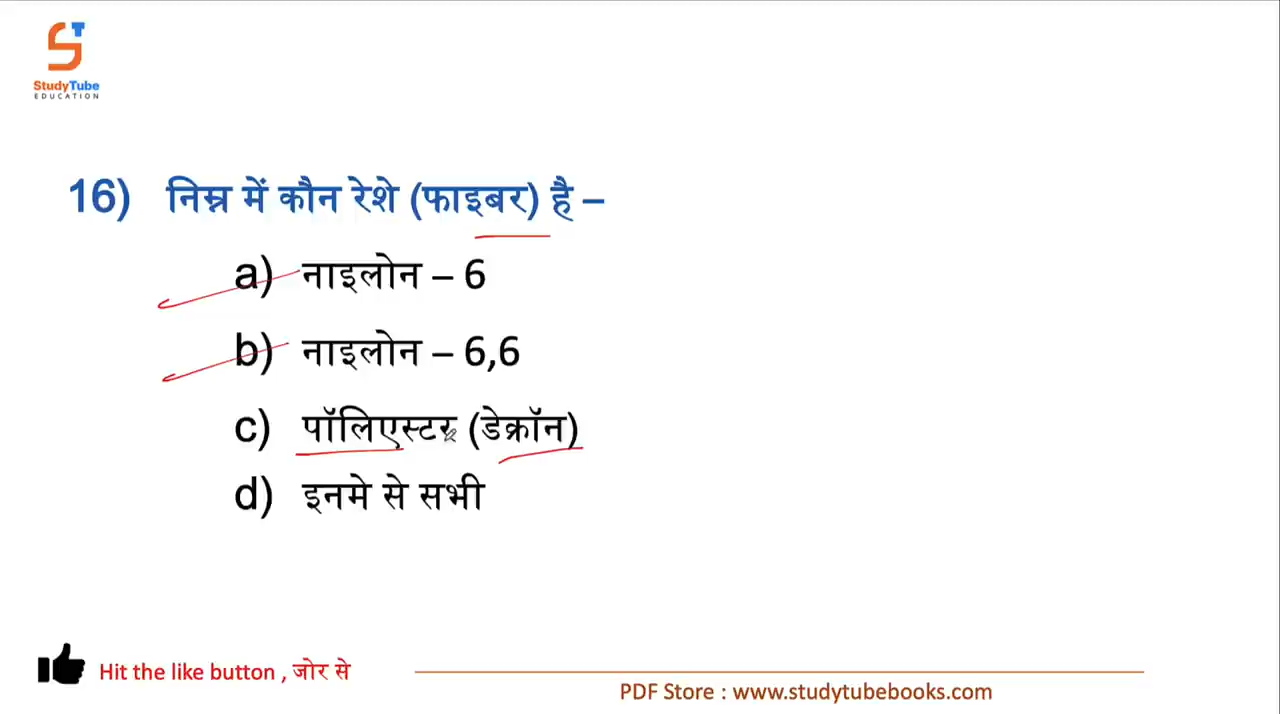 StudyTube
EDUCATION
16) निम्न में कौन रेशे (फाइबर) है –
a) नाइलोन – 6
b) नाइलोन – 6,6
c) पॉलिएस्टर (डेक्रॉन)
d) इनमे से सभी
Hit the like button , जोर से
PDF Store : www.studytubebooks.com